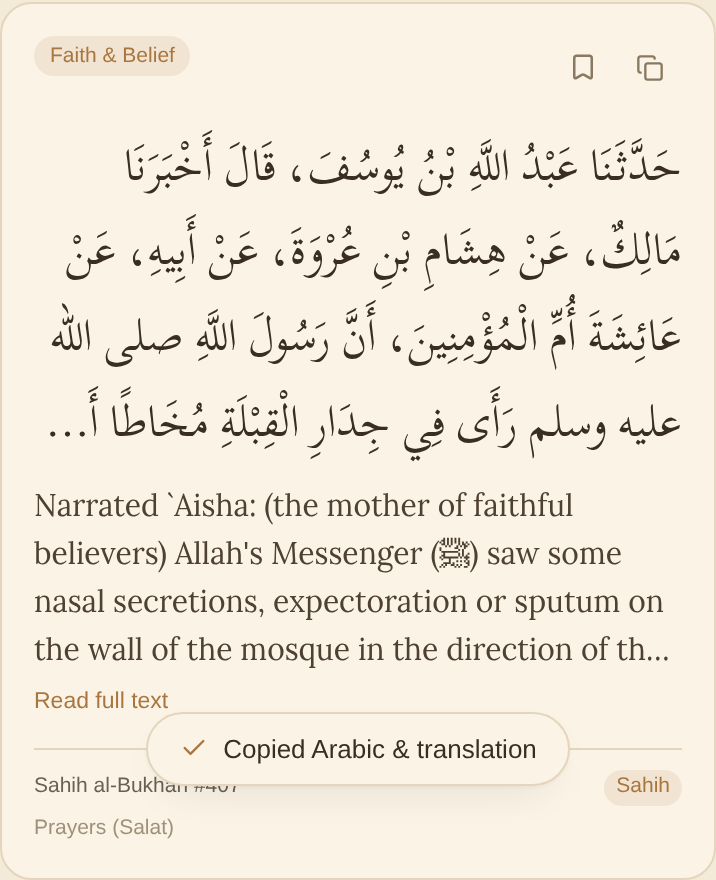 Faith & Belief
حَدَّثَنَا عَبْدُ اللَّهِ بْنُ يُوسُفَ، قَالَ أَخْبَرَنَا
مَالِكٌ، عَنْ هِشَامِ بْنِ عُرْوَةَ، عَنْ أَبِيهِ، عَنْ
عَائِشَةَ أُمِّ الْمُؤْمِنِينَ، أَنَّ رَسُولَ اللَّهِ صلى الله
عليه وسلم رَأَى فِي جِدَارِ الْقِبْلَةِ مُخَاطًا أَ...
Narrated `Aisha: (the mother of faithful
believers) Allah's Messenger (ﷺ) saw some
nasal secretions, expectoration or sputum on
the wall of the mosque in the direction of th...
Read full text
Copied Arabic & translation
Sahih al-Bukhari #407
Sahih
Prayers (Salat)